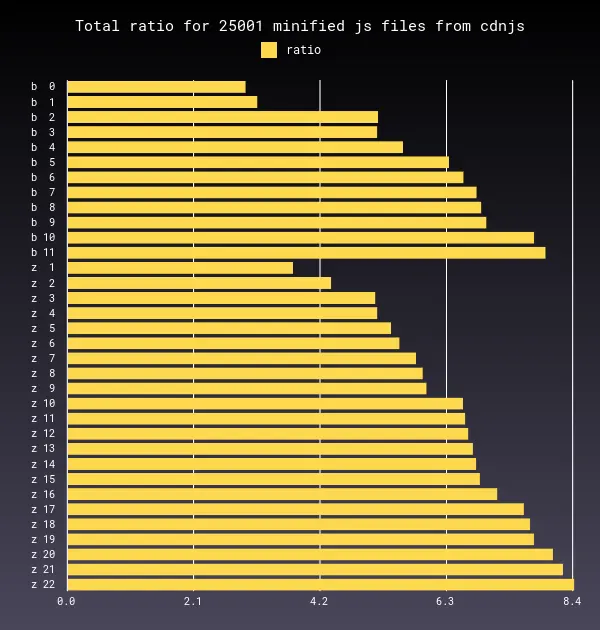 Total ratio for 25001 minified js files from cdnjs
ratio
b 0
b 1
b 2
b 3
b 4
b 5
b 6
b 7
b 8
b 9
b 10
b 11
z 1
z 2
z 3
z 4
z 5
z 6
z 7
z 8
z 9
z 10
z 11
z 12
z 13
z 14
z 15
z 16
z 17
z 18
z 19
z 20
z 21
z 22
0.0 2.1 4.2 6.3 8.4